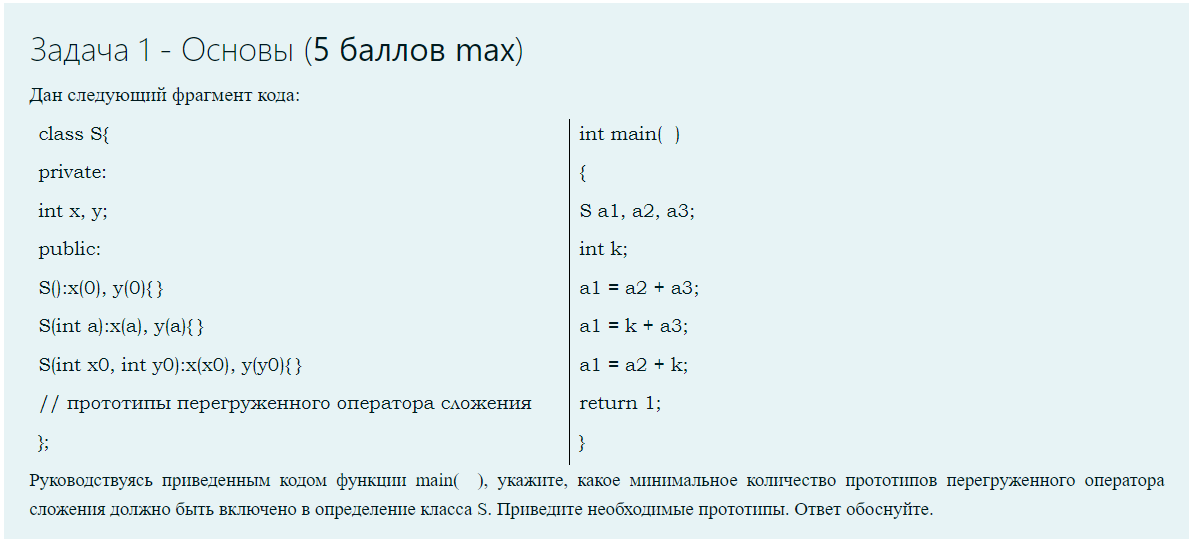 Задача 1 - Основы (5 баллов max)
Дан следующий фрагмент кода:
class S{
private:
int x, y;
public:
S():x(0), y(0){}
S(int a):x(a), y(a){}
S(int x0, int y0):x(x0), y(y0){}
// прототипы перегруженного оператора сложения
};
int main( )
{
S a1, a2, a3;
int k;
a1 = a2 + a3;
a1 = k + a3;
a1 = a2 + k;
return 1;
}
Руководствуясь приведенным кодом функции main( ), укажите, какое минимальное количество прототипов перегруженного оператора
сложения должно быть включено в определение класса S. Приведите необходимые прототипы. Ответ обоснуйте.